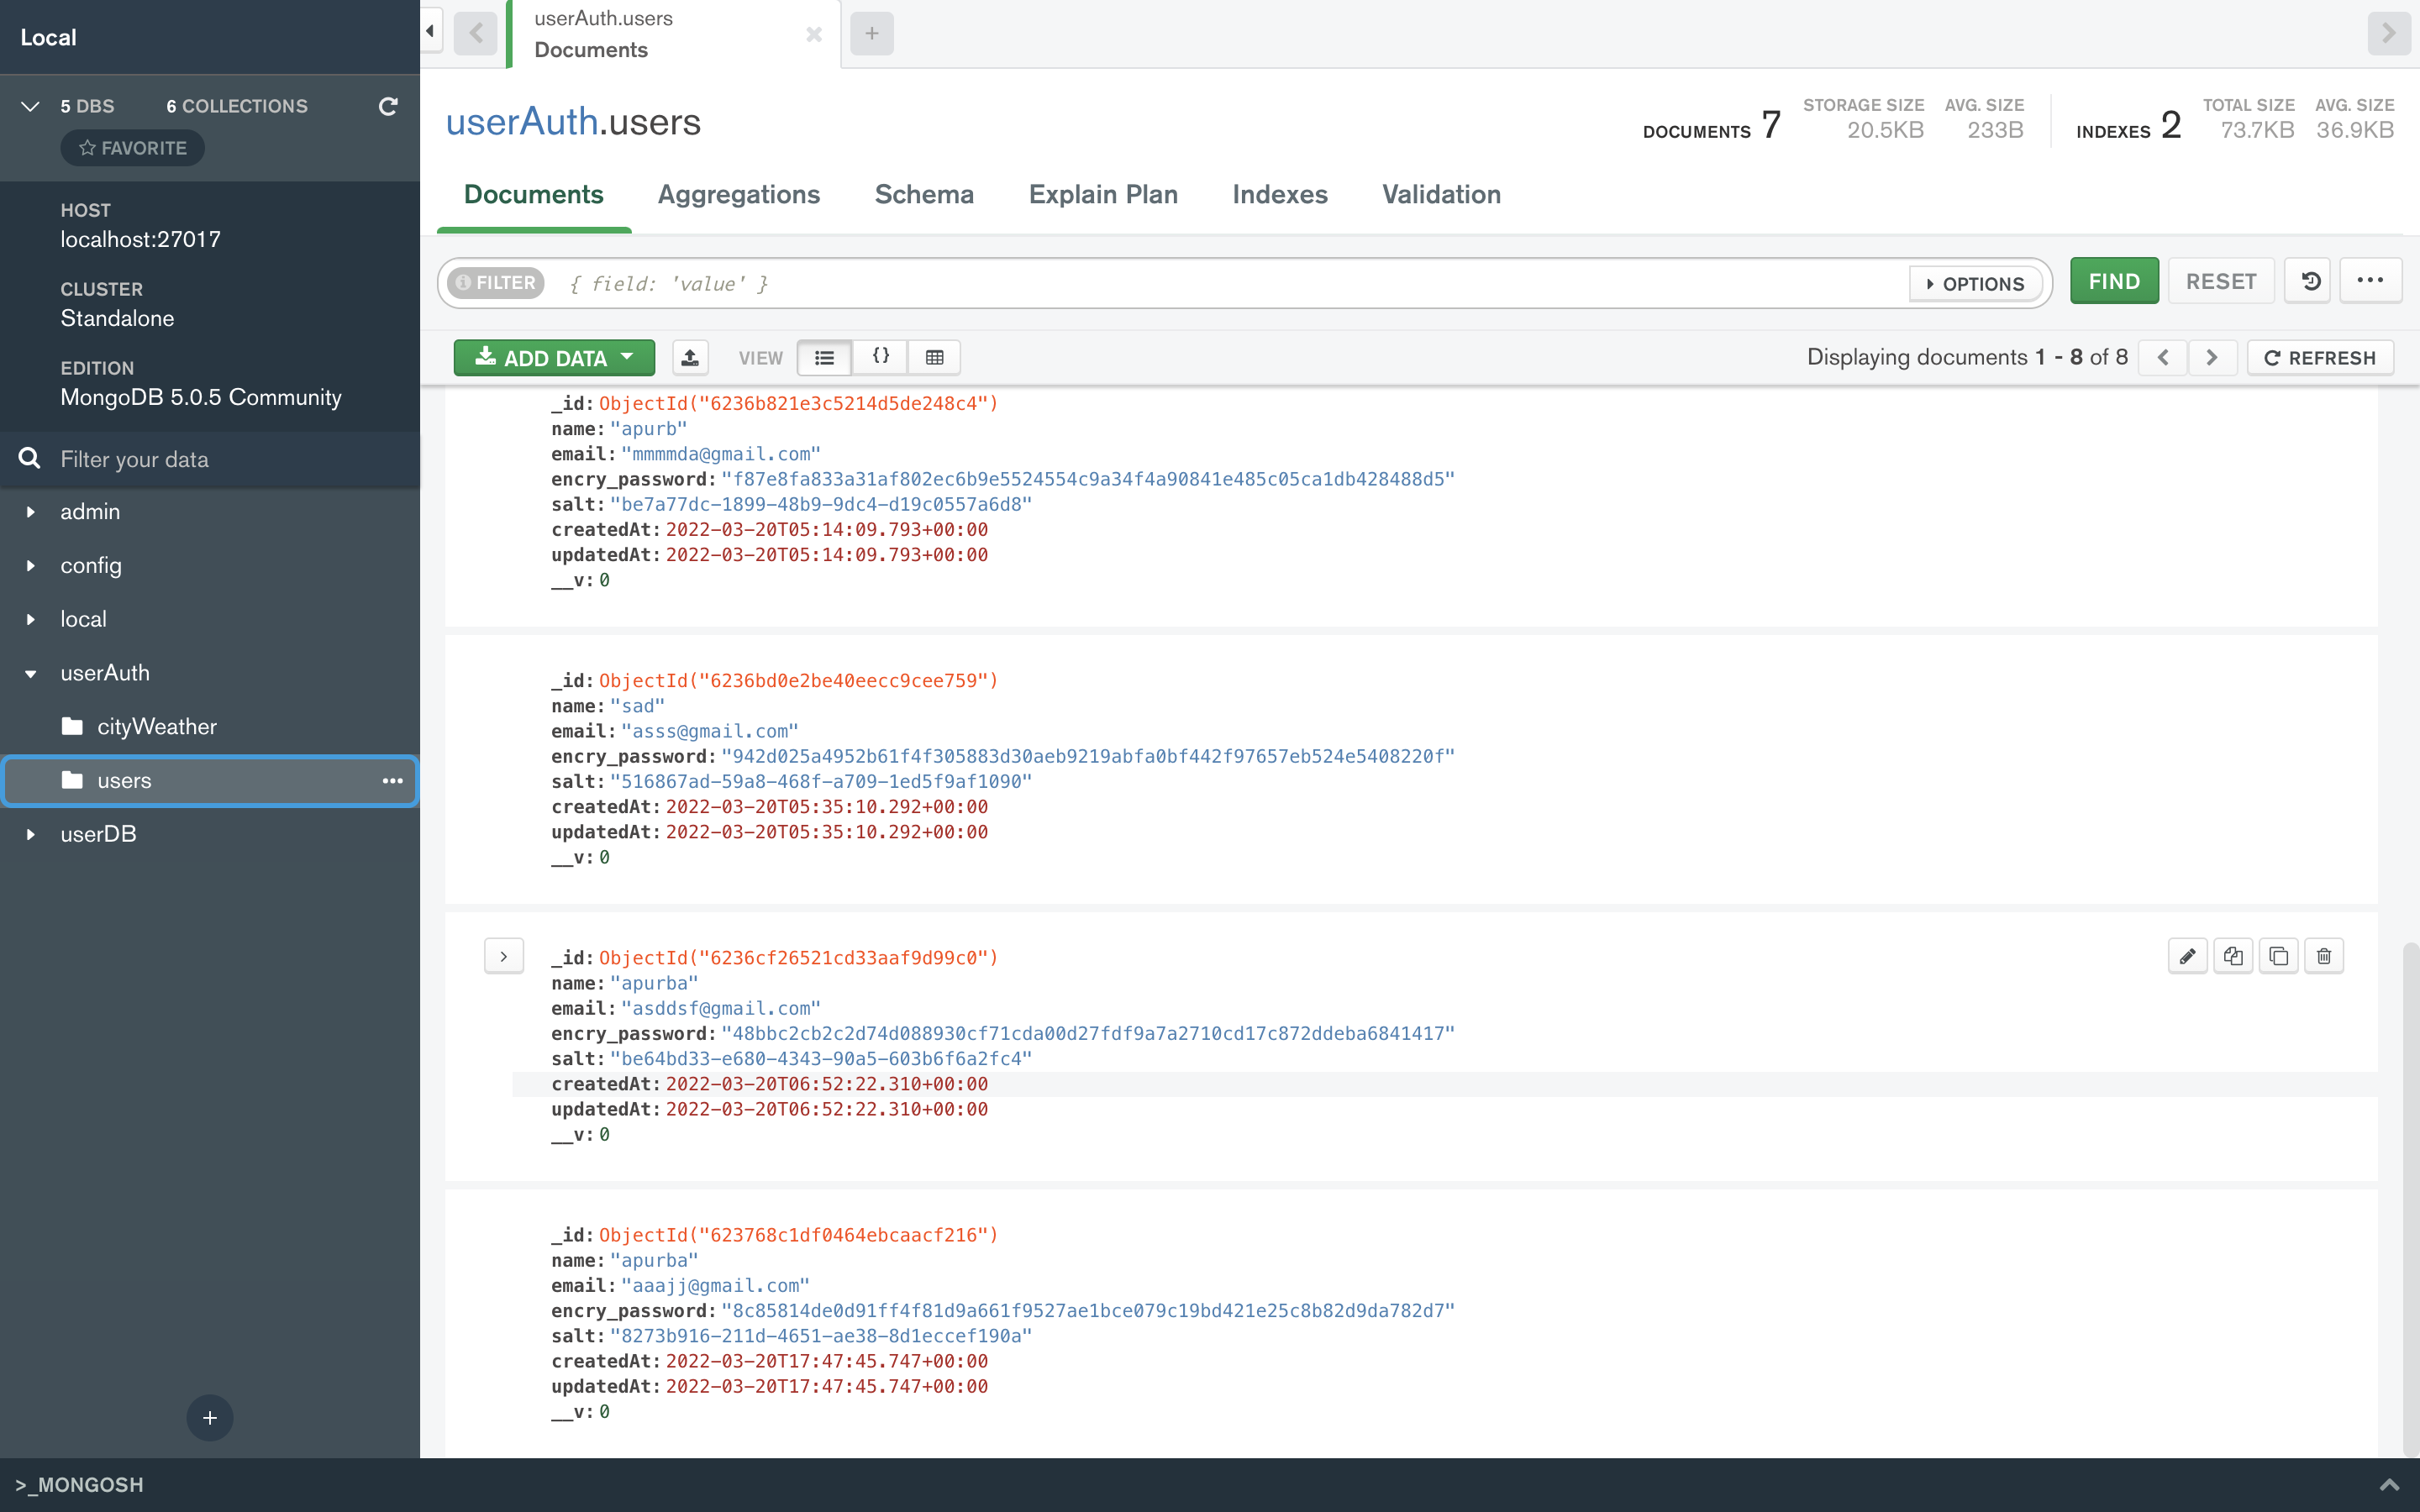 Local
5 DBS 6 COLLECTIONS
FAVORITE
HOST
localhost:27017
CLUSTER
Standalone
EDITION
MongoDB 5.0.5 Community
Filter your data
admin
config
local
userAuth
cityWeather
users
userDB
>_MONGOSH
userAuth.users
Documents
userAuth.users
DOCUMENTS 7
STORAGE SIZE 20.5KB
AVG. SIZE 233B
INDEXES 2
TOTAL SIZE 73.7KB
AVG. SIZE 36.9KB
Documents Aggregations Schema Explain Plan Indexes Validation
FILTER { field: 'value' } OPTIONS FIND RESET
ADD DATA VIEW {} Displaying documents 1 - 8 of 8 REFRESH
_id: ObjectId("6236b821e3c5214d5de248c4")
name: "apurb"
email: "mmmmda@gmail.com"
encry_password: "f87e8fa833a31af802ec6b9e5524554c9a34f4a90841e485c05ca1db428488d5"
salt: "be7a77dc-1899-48b9-9dc4-d19c0557a6d8"
createdAt: 2022-03-20T05:14:09.793+00:00
updatedAt: 2022-03-20T05:14:09.793+00:00
__v: 0
_id: ObjectId("6236bd0e2be40eecc9cee759")
name: "sad"
email: "asss@gmail.com"
encry_password: "942d025a4952b61f4f305883d30aeb9219abfa0bf442f97657eb524e5408220f"
salt: "516867ad-59a8-468f-a709-1ed5f9af1090"
createdAt: 2022-03-20T05:35:10.292+00:00
updatedAt: 2022-03-20T05:35:10.292+00:00
__v: 0
_id: ObjectId("6236cf26521cd33aaf9d99c0")
name: "apurba"
email: "asddsf@gmail.com"
encry_password: "48bbc2cb2c2d74d088930cf71cda00d27fdf9a7a2710cd17c872ddeba6841417"
salt: "be64bd33-e680-4343-90a5-603b6f6a2fc4"
createdAt: 2022-03-20T06:52:22.310+00:00
updatedAt: 2022-03-20T06:52:22.310+00:00
__v: 0
_id: ObjectId("623768c1df0464ebcaacf216")
name: "apurba"
email: "aaajj@gmail.com"
encry_password: "8c85814de0d91ff4f81d9a661f9527ae1bce079c19bd421e25c8b82d9da782d7"
salt: "8273b916-211d-4651-ae38-8d1eccef190a"
createdAt: 2022-03-20T17:47:45.747+00:00
updatedAt: 2022-03-20T17:47:45.747+00:00
__v: 0